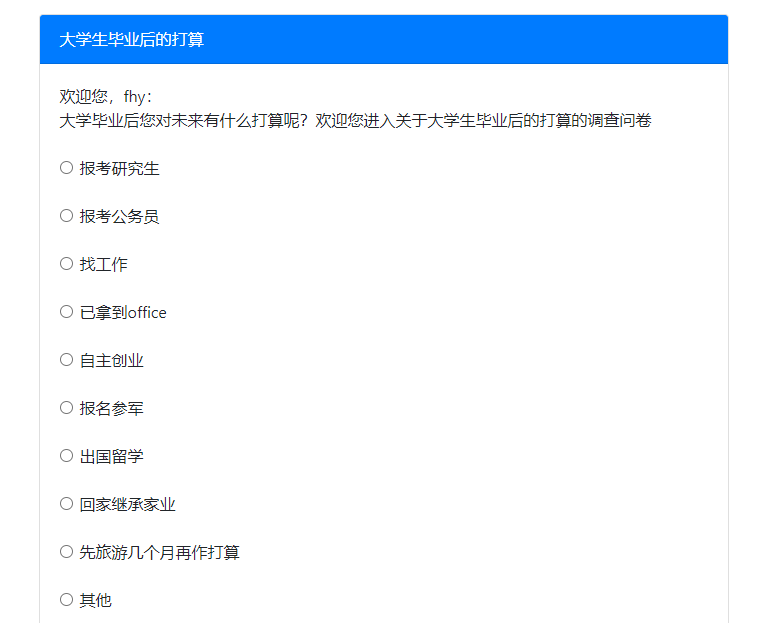 大学生毕业后的打算
欢迎您，fhy：
大学毕业后您对未来有什么打算呢？欢迎您进入关于大学生毕业后的打算的调查问卷
报考研究生
报考公务员
找工作
已拿到office
自主创业
报名参军
出国留学
回家继承家业
先旅游几个月再作打算
其他